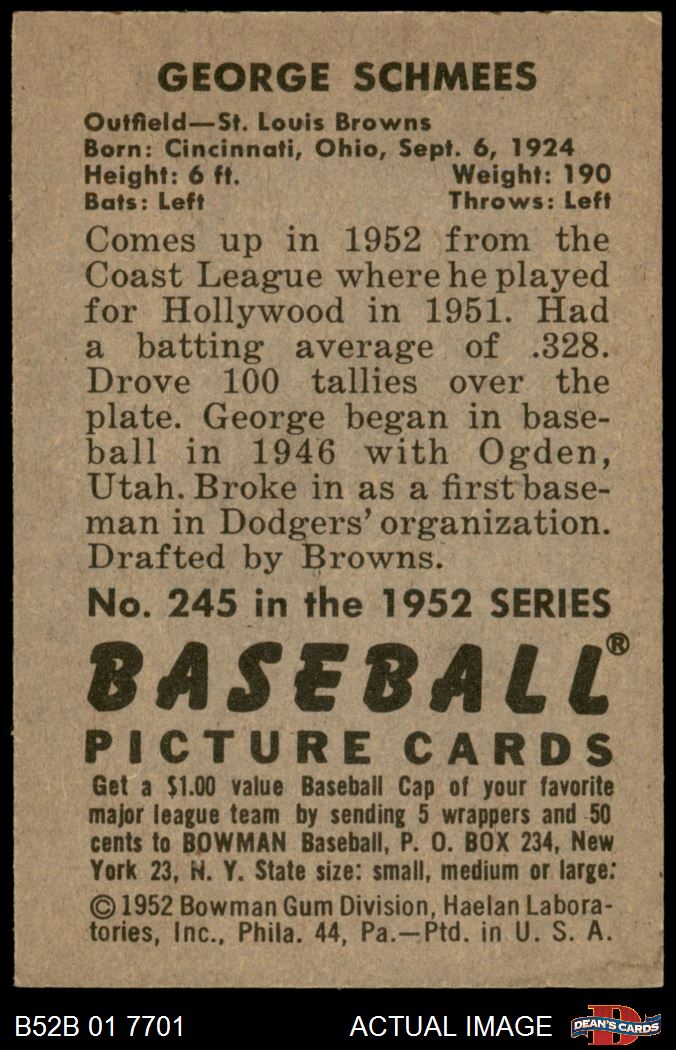 GEORGE SCHMEES
Outfield—St. Louis Browns
Born: Cincinnati, Ohio, Sept. 6, 1924
Height: 6 ft. Weight: 190
Bats: Left Throws: Left
Comes up in 1952 from the
Coast League where he played
for Hollywood in 1951. Had
a batting average of .328.
Drove 100 tallies over the
plate. George began in base-
ball in 1946 with Ogden,
Utah. Broke in as a first base-
man in Dodgers' organization.
Drafted by Browns.
No. 245 in the 1952 SERIES
BASEBALL®
PICTURE CARDS
Get a $1.00 value Baseball Cap of your favorite
major league team by sending 5 wrappers and 50
cents to BOWMAN Baseball, P. O. BOX 234, New
York 23, N. Y. State size: small, medium or large.
© 1952 Bowman Gum Division, Haelan Labora-
tories, Inc., Phila. 44, Pa.—Ptd. in U. S. A.
B52B 01 7701 ACTUAL IMAGE DEAN'S CARDS